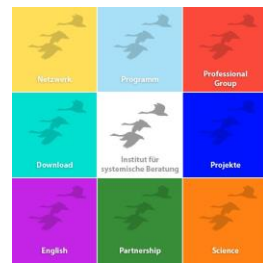 Netzwerk
Programm
Professional
Group
Download
Institut für
systemische Beratung
Projekte
English
Partnership
Science